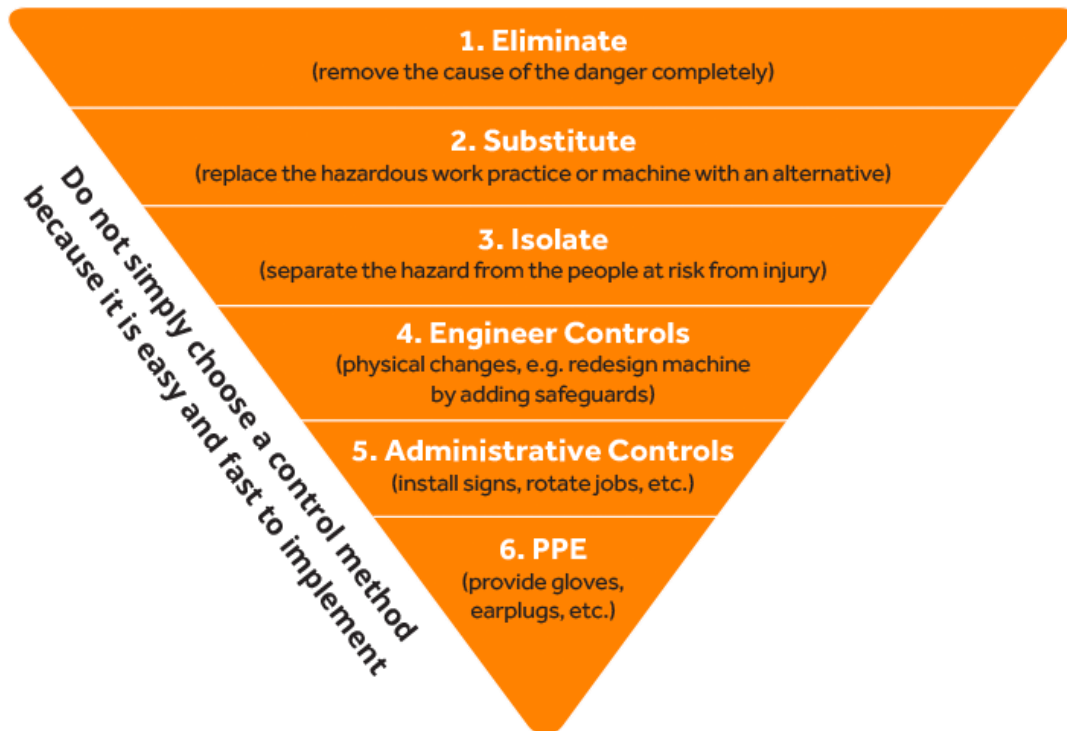 1. Eliminate
(remove the cause of the danger completely)
2. Substitute
(replace the hazardous work practice or machine with an alternative)
3. Isolate
(separate the hazard from the people at risk from injury)
4. Engineer Controls
(physical changes, e.g. redesign machine
by adding safeguards)
5. Administrative Controls
(install signs, rotate jobs, etc.)
6. PPE
(provide gloves,
earplugs, etc.)
Do not simply choose a control method
because it is easy and fast to implement